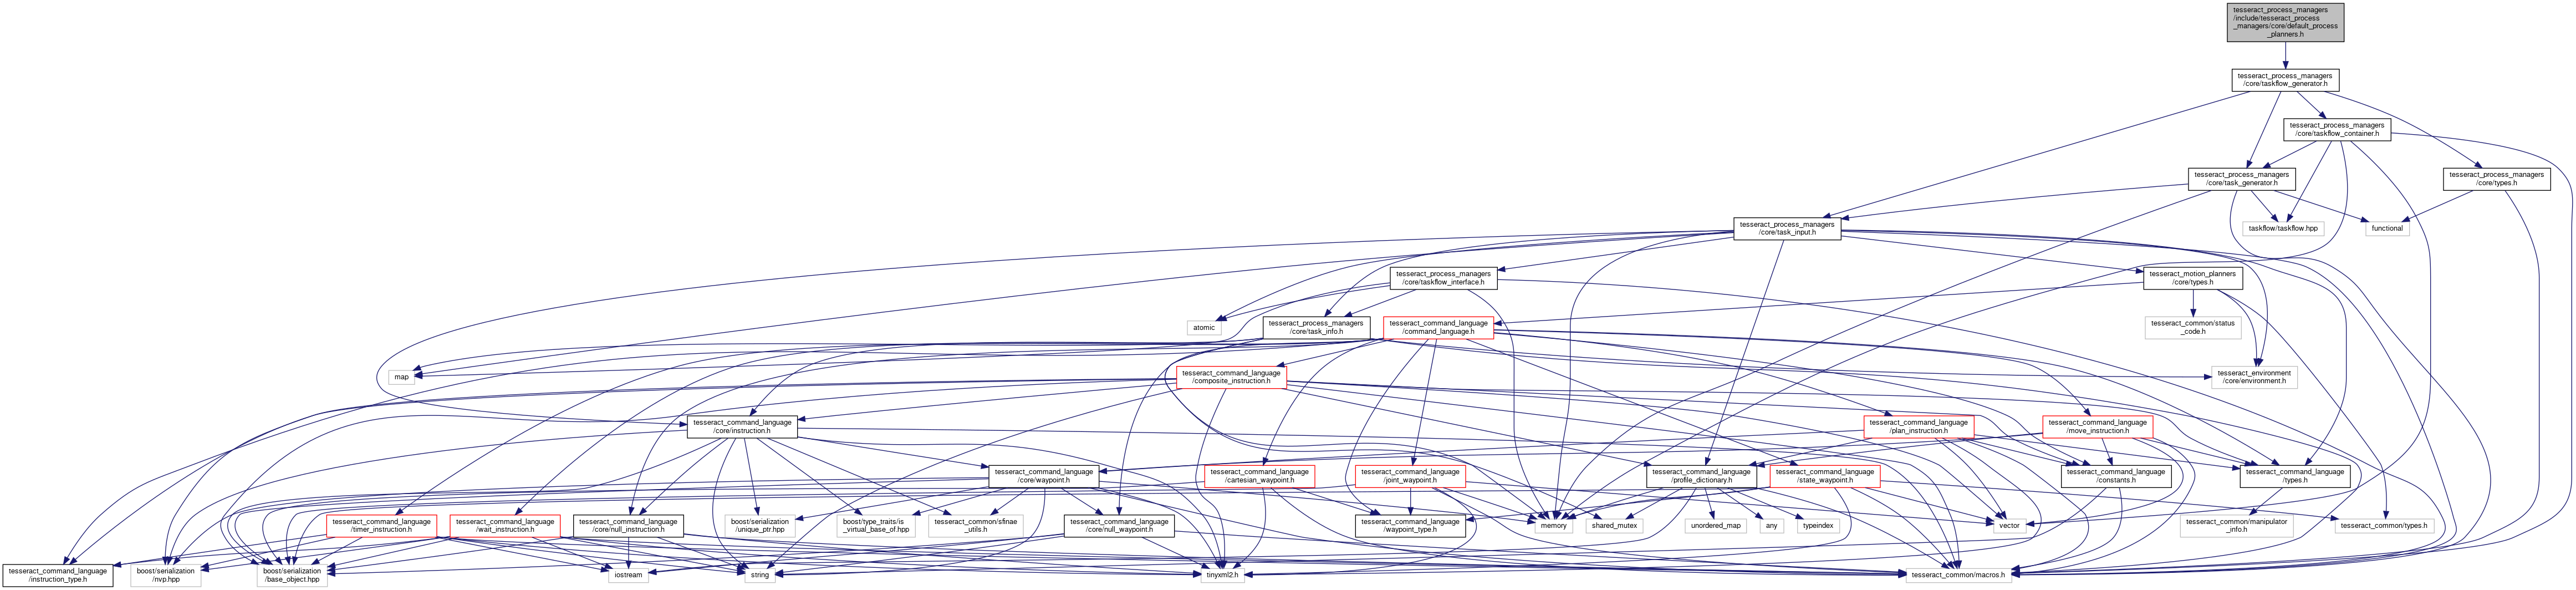 tesseract_process_managers
/include/tesseract_process
_managers/core/default_process
_planners.h
tesseract_process_managers
/core/taskflow_generator.h
tesseract_process_managers
/core/taskflow_container.h
tesseract_process_managers
/core/task_generator.h
tesseract_process_managers
/core/types.h
tesseract_process_managers
/core/task_input.h
taskflow/taskflow.hpp
functional
tesseract_process_managers
/core/taskflow_interface.h
tesseract_motion_planners
/core/types.h
atomic
tesseract_process_managers
/core/task_info.h
tesseract_command_language
/command_language.h
tesseract_common/status
_code.h
map
tesseract_command_language
/composite_instruction.h
tesseract_environment
/core/environment.h
tesseract_command_language
/core/instruction.h
tesseract_command_language
/plan_instruction.h
tesseract_command_language
/move_instruction.h
tesseract_command_language
/core/waypoint.h
tesseract_command_language
/cartesian_waypoint.h
tesseract_command_language
/joint_waypoint.h
tesseract_command_language
/profile_dictionary.h
tesseract_command_language
/state_waypoint.h
tesseract_command_language
/constants.h
tesseract_command_language
/types.h
tesseract_command_language
/timer_instruction.h
tesseract_command_language
/wait_instruction.h
tesseract_command_language
/core/null_instruction.h
boost/serialization
/unique_ptr.hpp
boost/type_traits/is
_virtual_base_of.hpp
tesseract_common/sfinae
_utils.h
tesseract_command_language
/core/null_waypoint.h
tesseract_command_language
/waypoint_type.h
memory
shared_mutex
unordered_map
any
typeindex
vector
tesseract_common/manipulator
_info.h
tesseract_common/types.h
tesseract_command_language
/instruction_type.h
boost/serialization
/nvp.hpp
boost/serialization
/base_object.hpp
iostream
string
tinyxml2.h
tesseract_common/macros.h